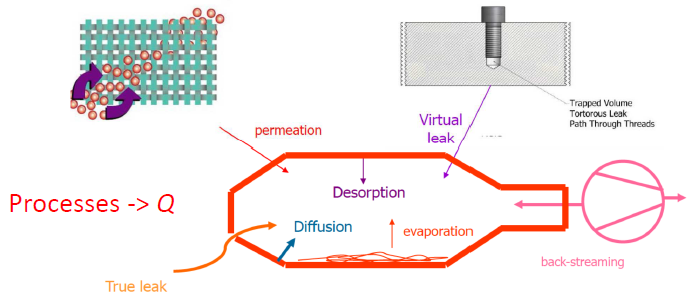 Trapped Volume
Tortorous Leak
Path Through Threads
permeation
Virtual
leak
Desorption
Processes -> Q
Diffusion
evaporation
back-streaming
True leak